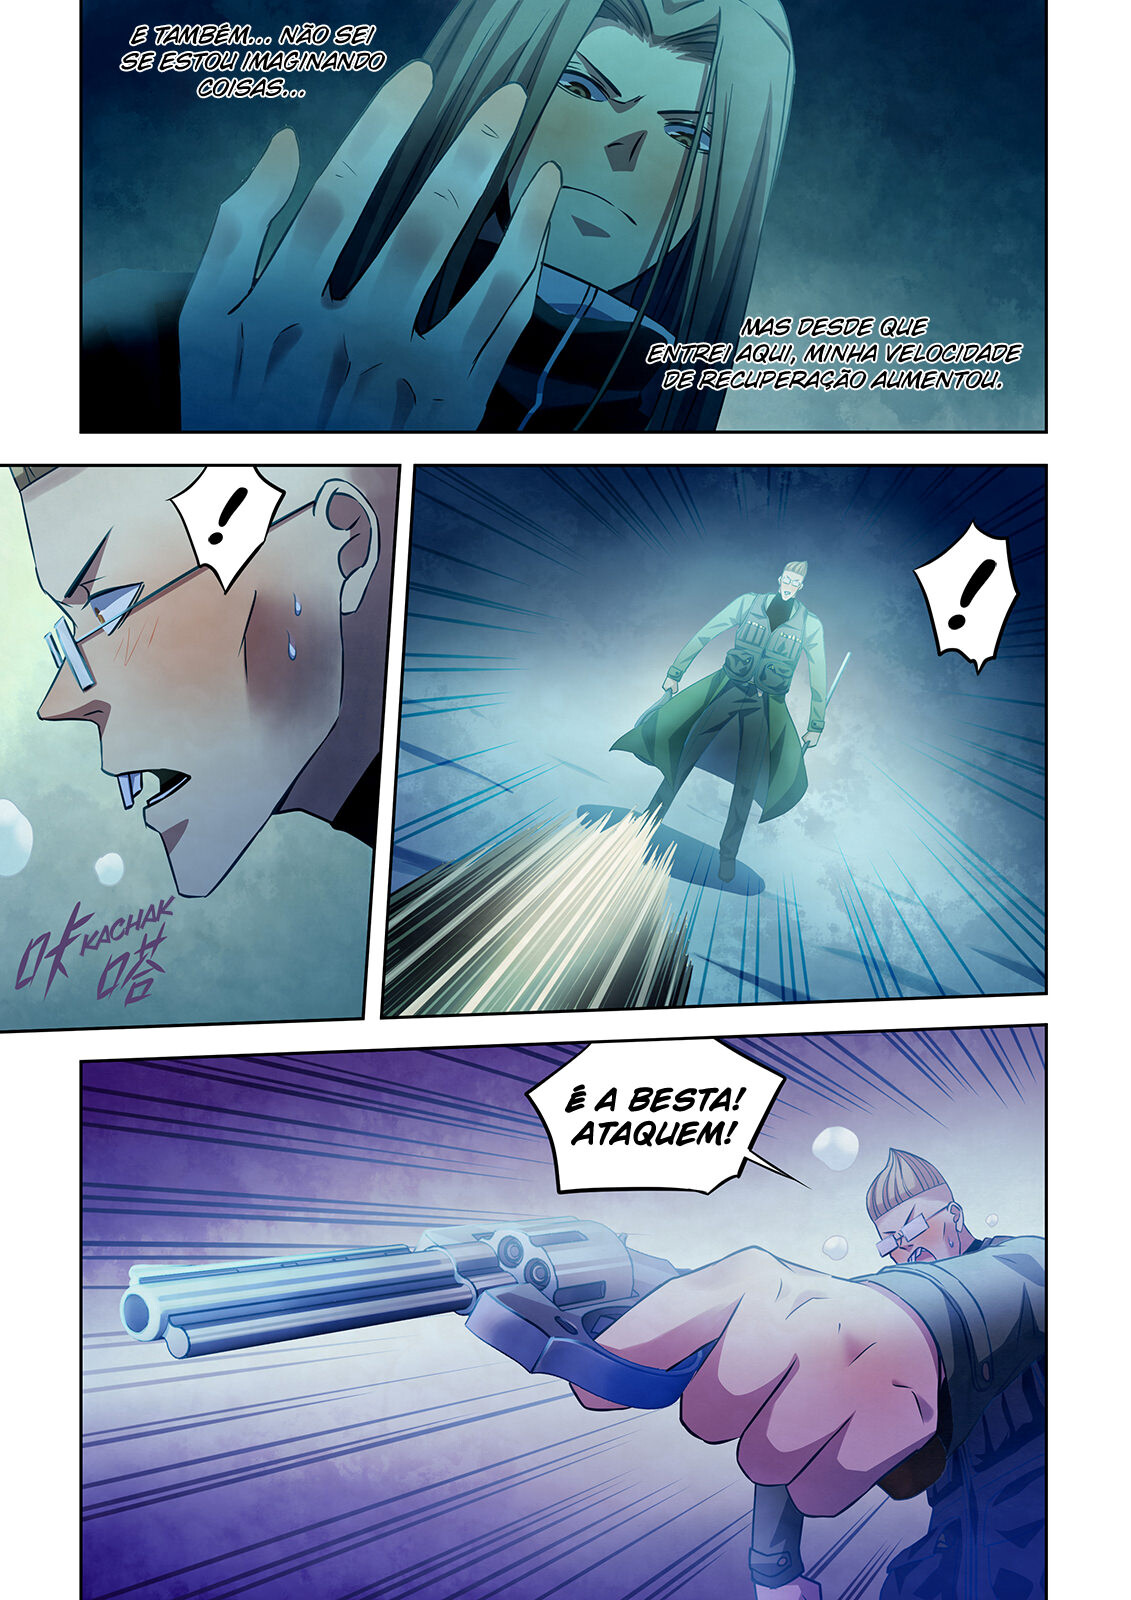 E TAMBÉM... NÃO SEI
SE ESTOU IMAGINANDO
COISAS...
MAS DESDE QUE
ENTREI AQUI, MINHA VELOCIDADE
DE RECUPERAÇÃO AUMENTOU.
!
!
咔
KACHAK
嗒
É A BESTA!
ATAQUEM!